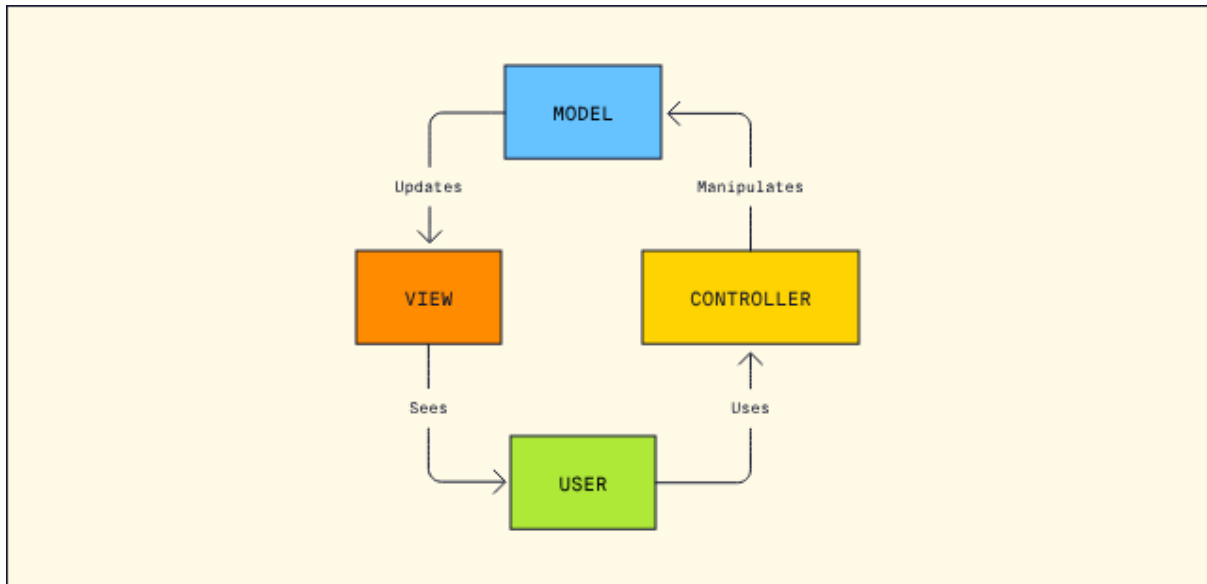 MODEL
Updates
Manipulates
VIEW
CONTROLLER
Sees
Uses
USER